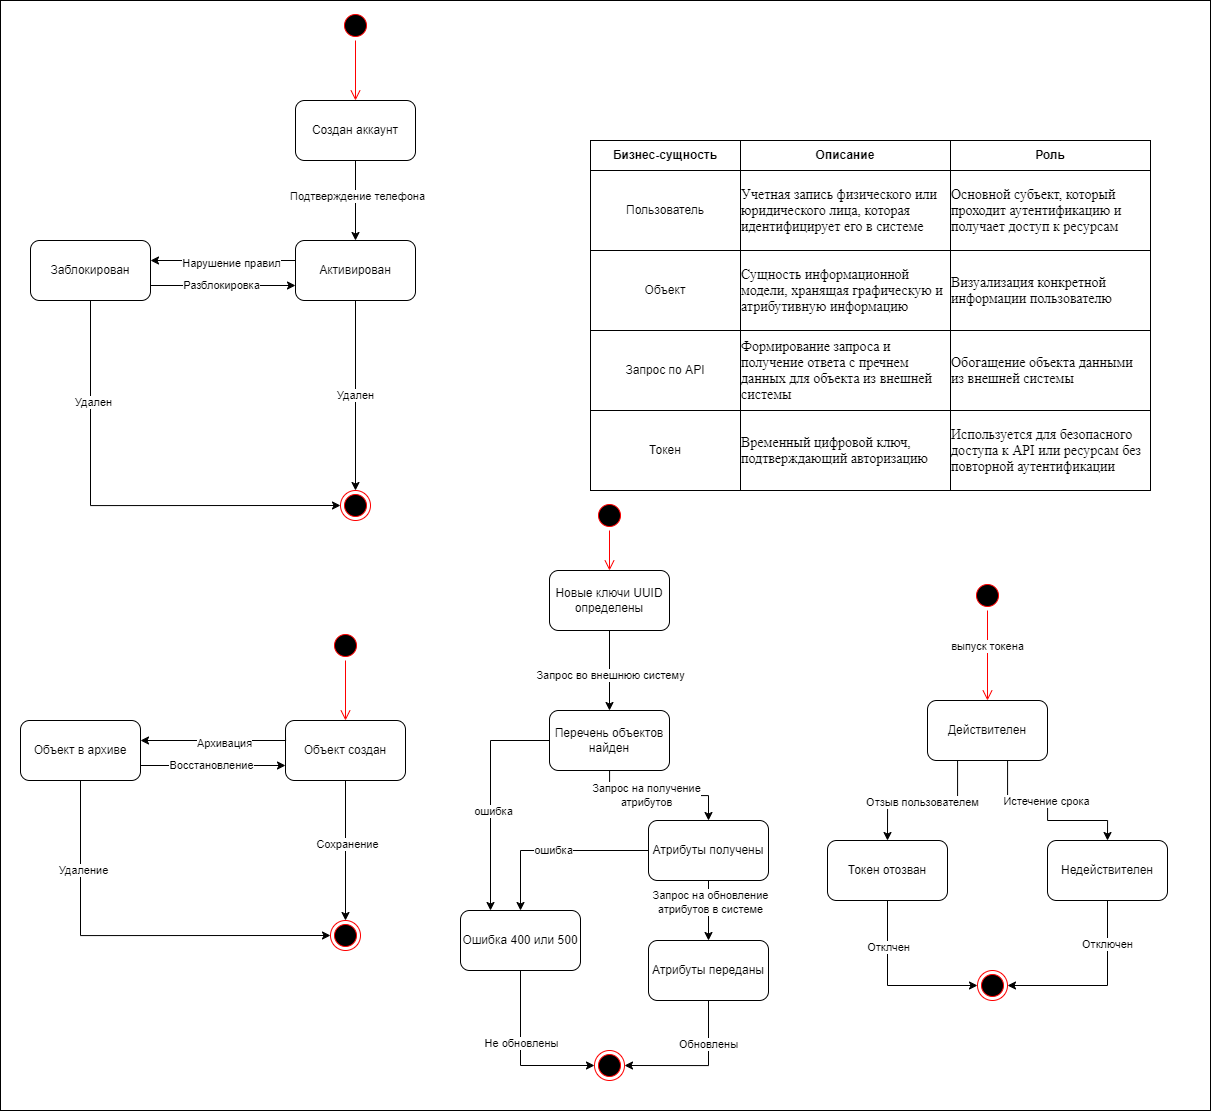 Создан аккаунт
Подтверждение телефона
Заблокирован
Нарушение правил
Разблокировка
Активирован
Удален
Удален
Бизнес-сущность
Описание
Роль
Пользователь
Учетная запись физического или
юридического лица, которая
идентифицирует его в системе
Основной субъект, который
проходит аутентификацию и
получает доступ к ресурсам
Объект
Сущность информационной
модели, хранящая графическую и
атрибутивную информацию
Визуализация конкретной
информации пользователю
Запрос по API
Формирование запроса и
получение ответа с пречнем
данных для объекта из внешней
системы
Обогащение объекта данными
из внешней системы
Токен
Временный цифровой ключ,
подтверждающий авторизацию
Используется для безопасного
доступа к API или ресурсам без
повторной аутентификации
Объект в архиве
Архивация
Восстановление
Объект создан
Сохранение
Удаление
Новые ключи UUID
определены
Запрос во внешнюю систему
Перечень объектов
найден
Запрос на получение
атрибутов
ошибка
ошибка
Атрибуты получены
Запрос на обновление
атрибутов в системе
Ошибка 400 или 500
Атрибуты переданы
Не обновлены
Обновлены
выпуск токена
Действителен
Отзыв пользователем
Истечение срока
Токен отозван
Недействителен
Отклчен
Отключен